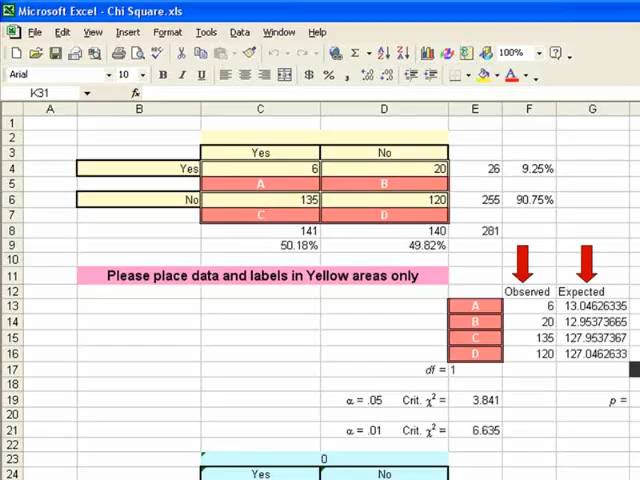 Microsoft Excel - Chi Square.xls
File Edit View Insert Format Tools Data Window Help
100%
Arial 10 B I U $ % ,
K31 fx
A B C D E F G
1
2
3 Yes No
4 Yes 6 20 26 9.25%
5 A B
6 No 135 120 255 90.75%
7 C D
8 141 140 281
9 50.18% 49.82%
10
11 Please place data and labels in Yellow areas only
12 Observed Expected
13 A 6 13.04626335
14 B 20 12.95373665
15 C 135 127.9537367
16 D 120 127.0462633
17 df = 1
18
19 α = .05 Crit. χ² = 3.841 p =
20
21 α = .01 Crit. χ² = 6.635
22
23 0
24 Yes No